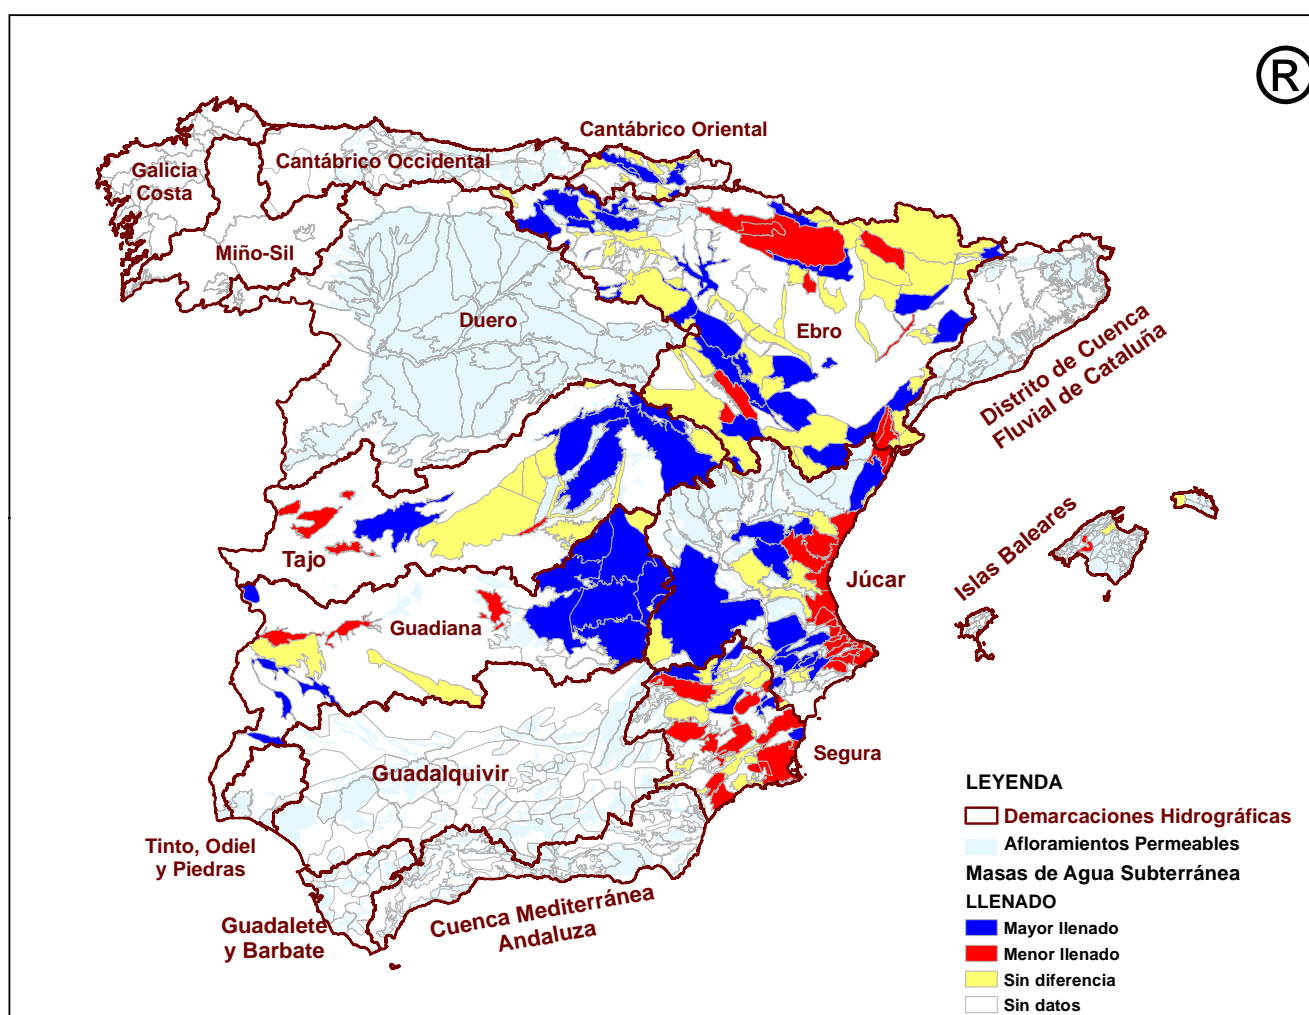 ®
Cantábrico Oriental
Cantábrico Occidental
Galicia
Costa
Miño-Sil
Duero
Ebro
Distrito de Cuenca
Fluvial de Cataluña
Islas Baleares
Tajo
Júcar
Guadiana
Segura
Guadalquivir
Tinto, Odiel
y Piedras
Guadalete
y Barbate
Cuenca Mediterránea
Andaluza
LEYENDA
Demarcaciones Hidrográficas
Afloramientos Permeables
Masas de Agua Subterránea
LLENADO
Mayor llenado
Menor llenado
Sin diferencia
Sin datos